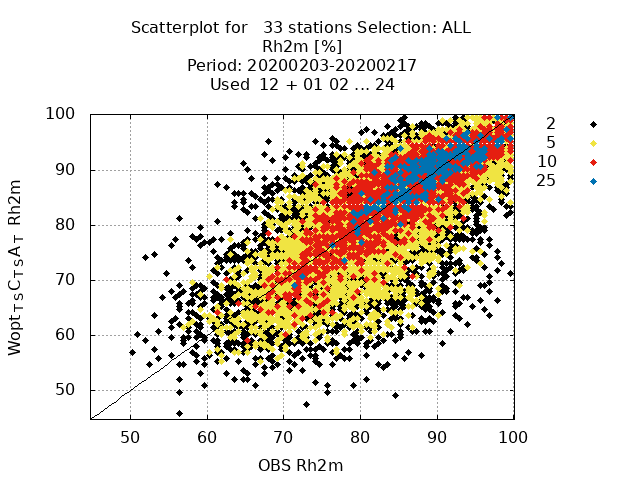 Scatterplot for   33 stations Selection: ALL
Rh2m [%]
Period: 20200203-20200217
Used  12 + 01 02 ... 24
100
90
80
70
60
50
50
60
70
80
90
100
OBS Rh2m
Wopt_TS C_TS A_T Rh2m
2
5
10
25